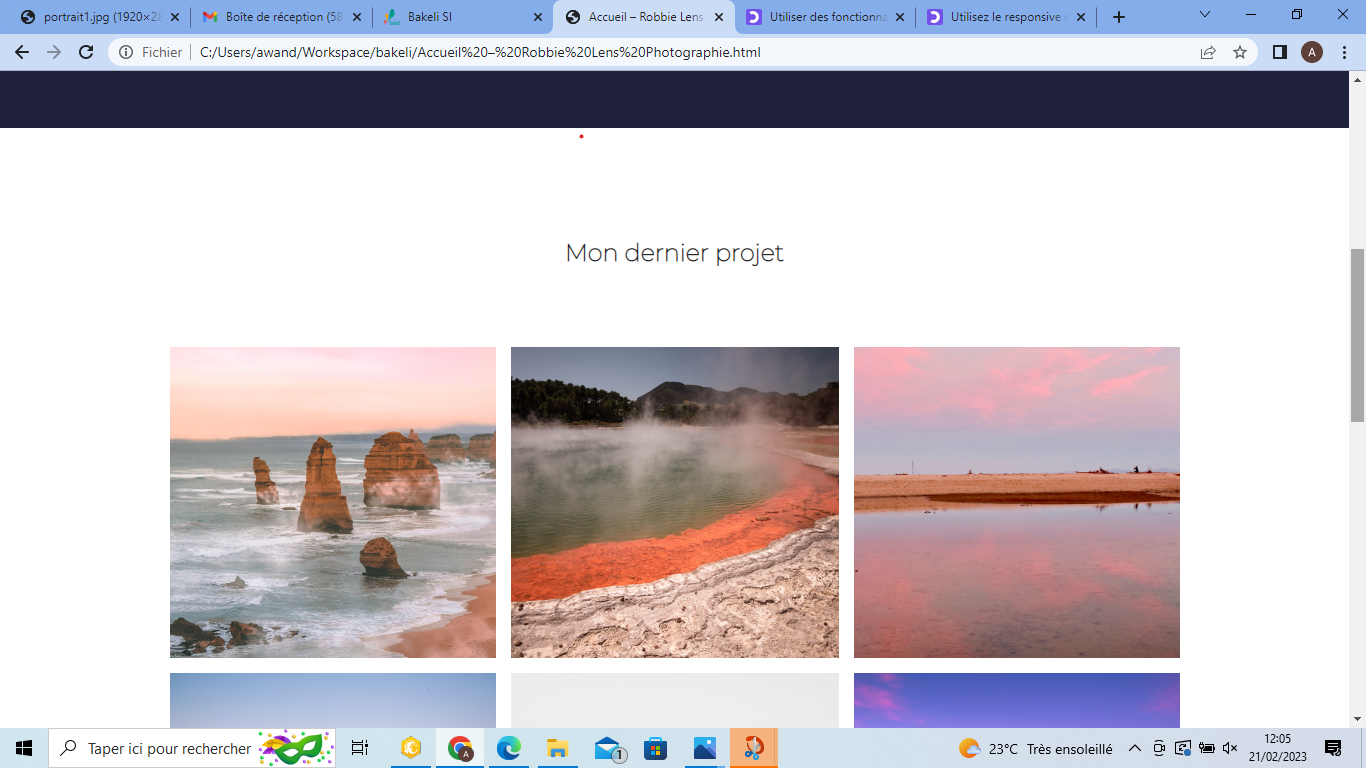 portrait1.jpg (1920×28
Boîte de réception (58
Bakeli SI
Accueil – Robbie Lens
Utiliser des fonctionna
Utilisez le responsive d
Fichier
C:/Users/awand/Workspace/bakeli/Accueil%20–%20Robbie%20Lens%20Photographie.html
A
Mon dernier projet
Taper ici pour rechercher
A
1
23°C Très ensoleillé
12:05
21/02/2023